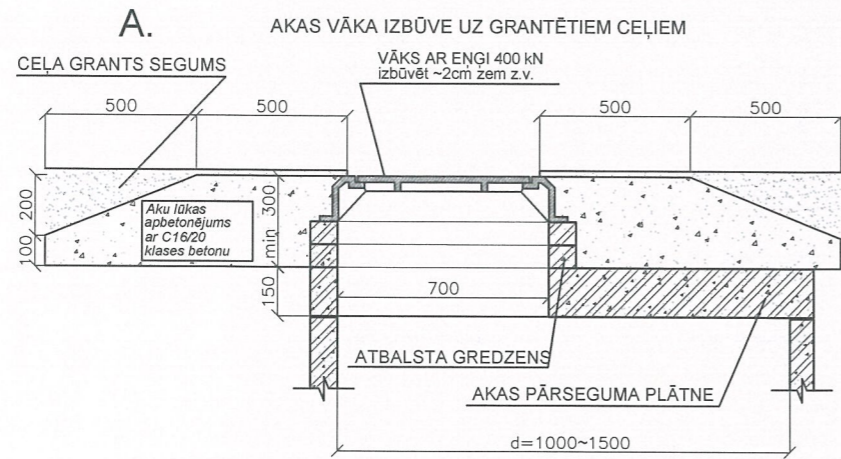 A.
AKAS VĀKA IZBŪVE UZ GRANTĒTIEM CEĻIEM
CEĻA GRANTS SEGUMS
VĀKS AR EŅĢI 400 kN
izbūvēt ~2cm zem z.v.
500
500
500
500
200
100
300
min
150
Aku lūkas
apbetonējums
ar C16/20
klases betonu
700
ATBALSTA GREDZENS
AKAS PĀRSEGUMA PLĀTNE
d=1000~1500